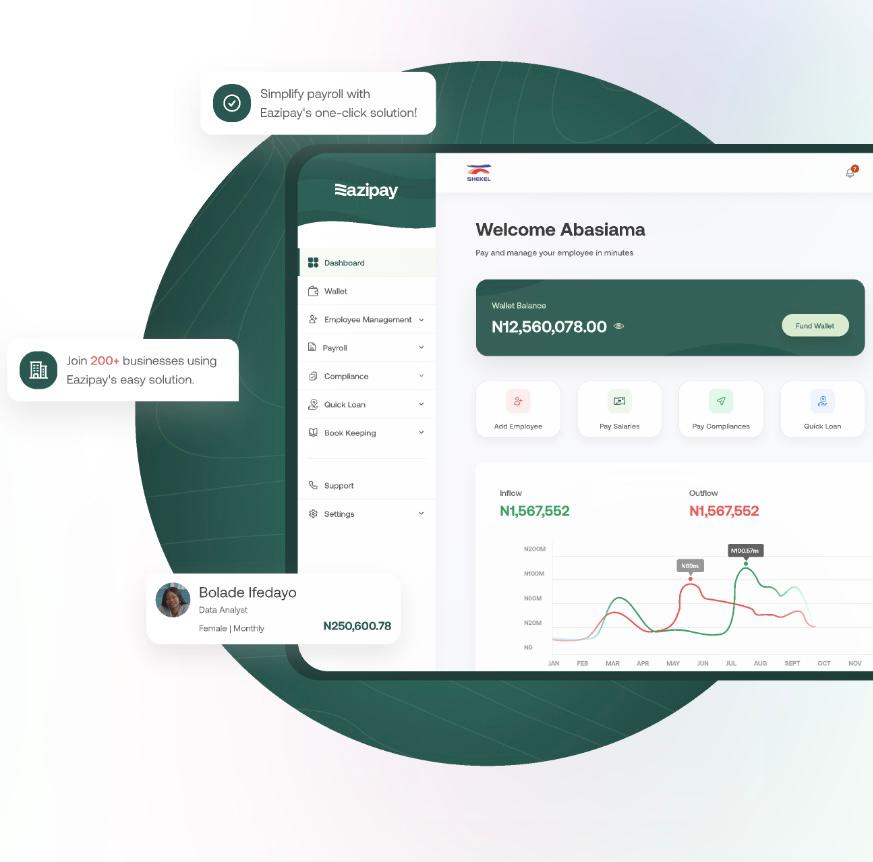 Simplify payroll with
Eazipay's one-click solution!
Eazipay
SHEKEL
7
Welcome Abasiama
Pay and manage your employee in minutes
Dashboard
Wallet
Employee Management
Payroll
Compliance
Quick Loan
Book Keeping
Support
Settings
Wallet Balance
N12,560,078.00
Fund Wallet
Join 200+ businesses using
Eazipay's easy solution.
Add Employee
Pay Salaries
Pay Compliances
Quick Loan
Inflow
N1,567,552
Outflow
N1,567,552
N200M
N100M
N20M
N0
N100.57m
JAN FEB MAR APR MAY JUN JUL AUG SEPT OCT NOV
Bolade Ifedayo
Data Analyst
Female | Monthly
N250,600.78